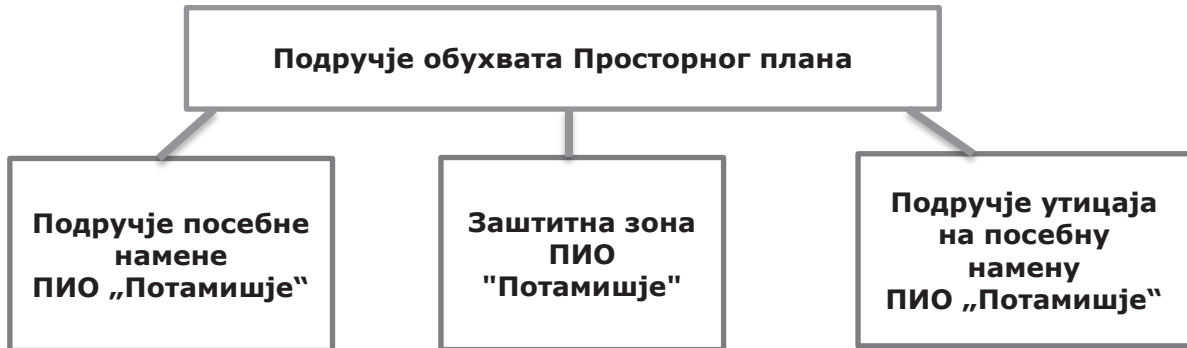 Подручје обухвата Просторног плана
Подручје посебне
намене
ПИО „Потамишје“
Заштитна зона
ПИО
"Потамишје"
Подручје утицаја
на посебну
намену
ПИО „Потамишје“